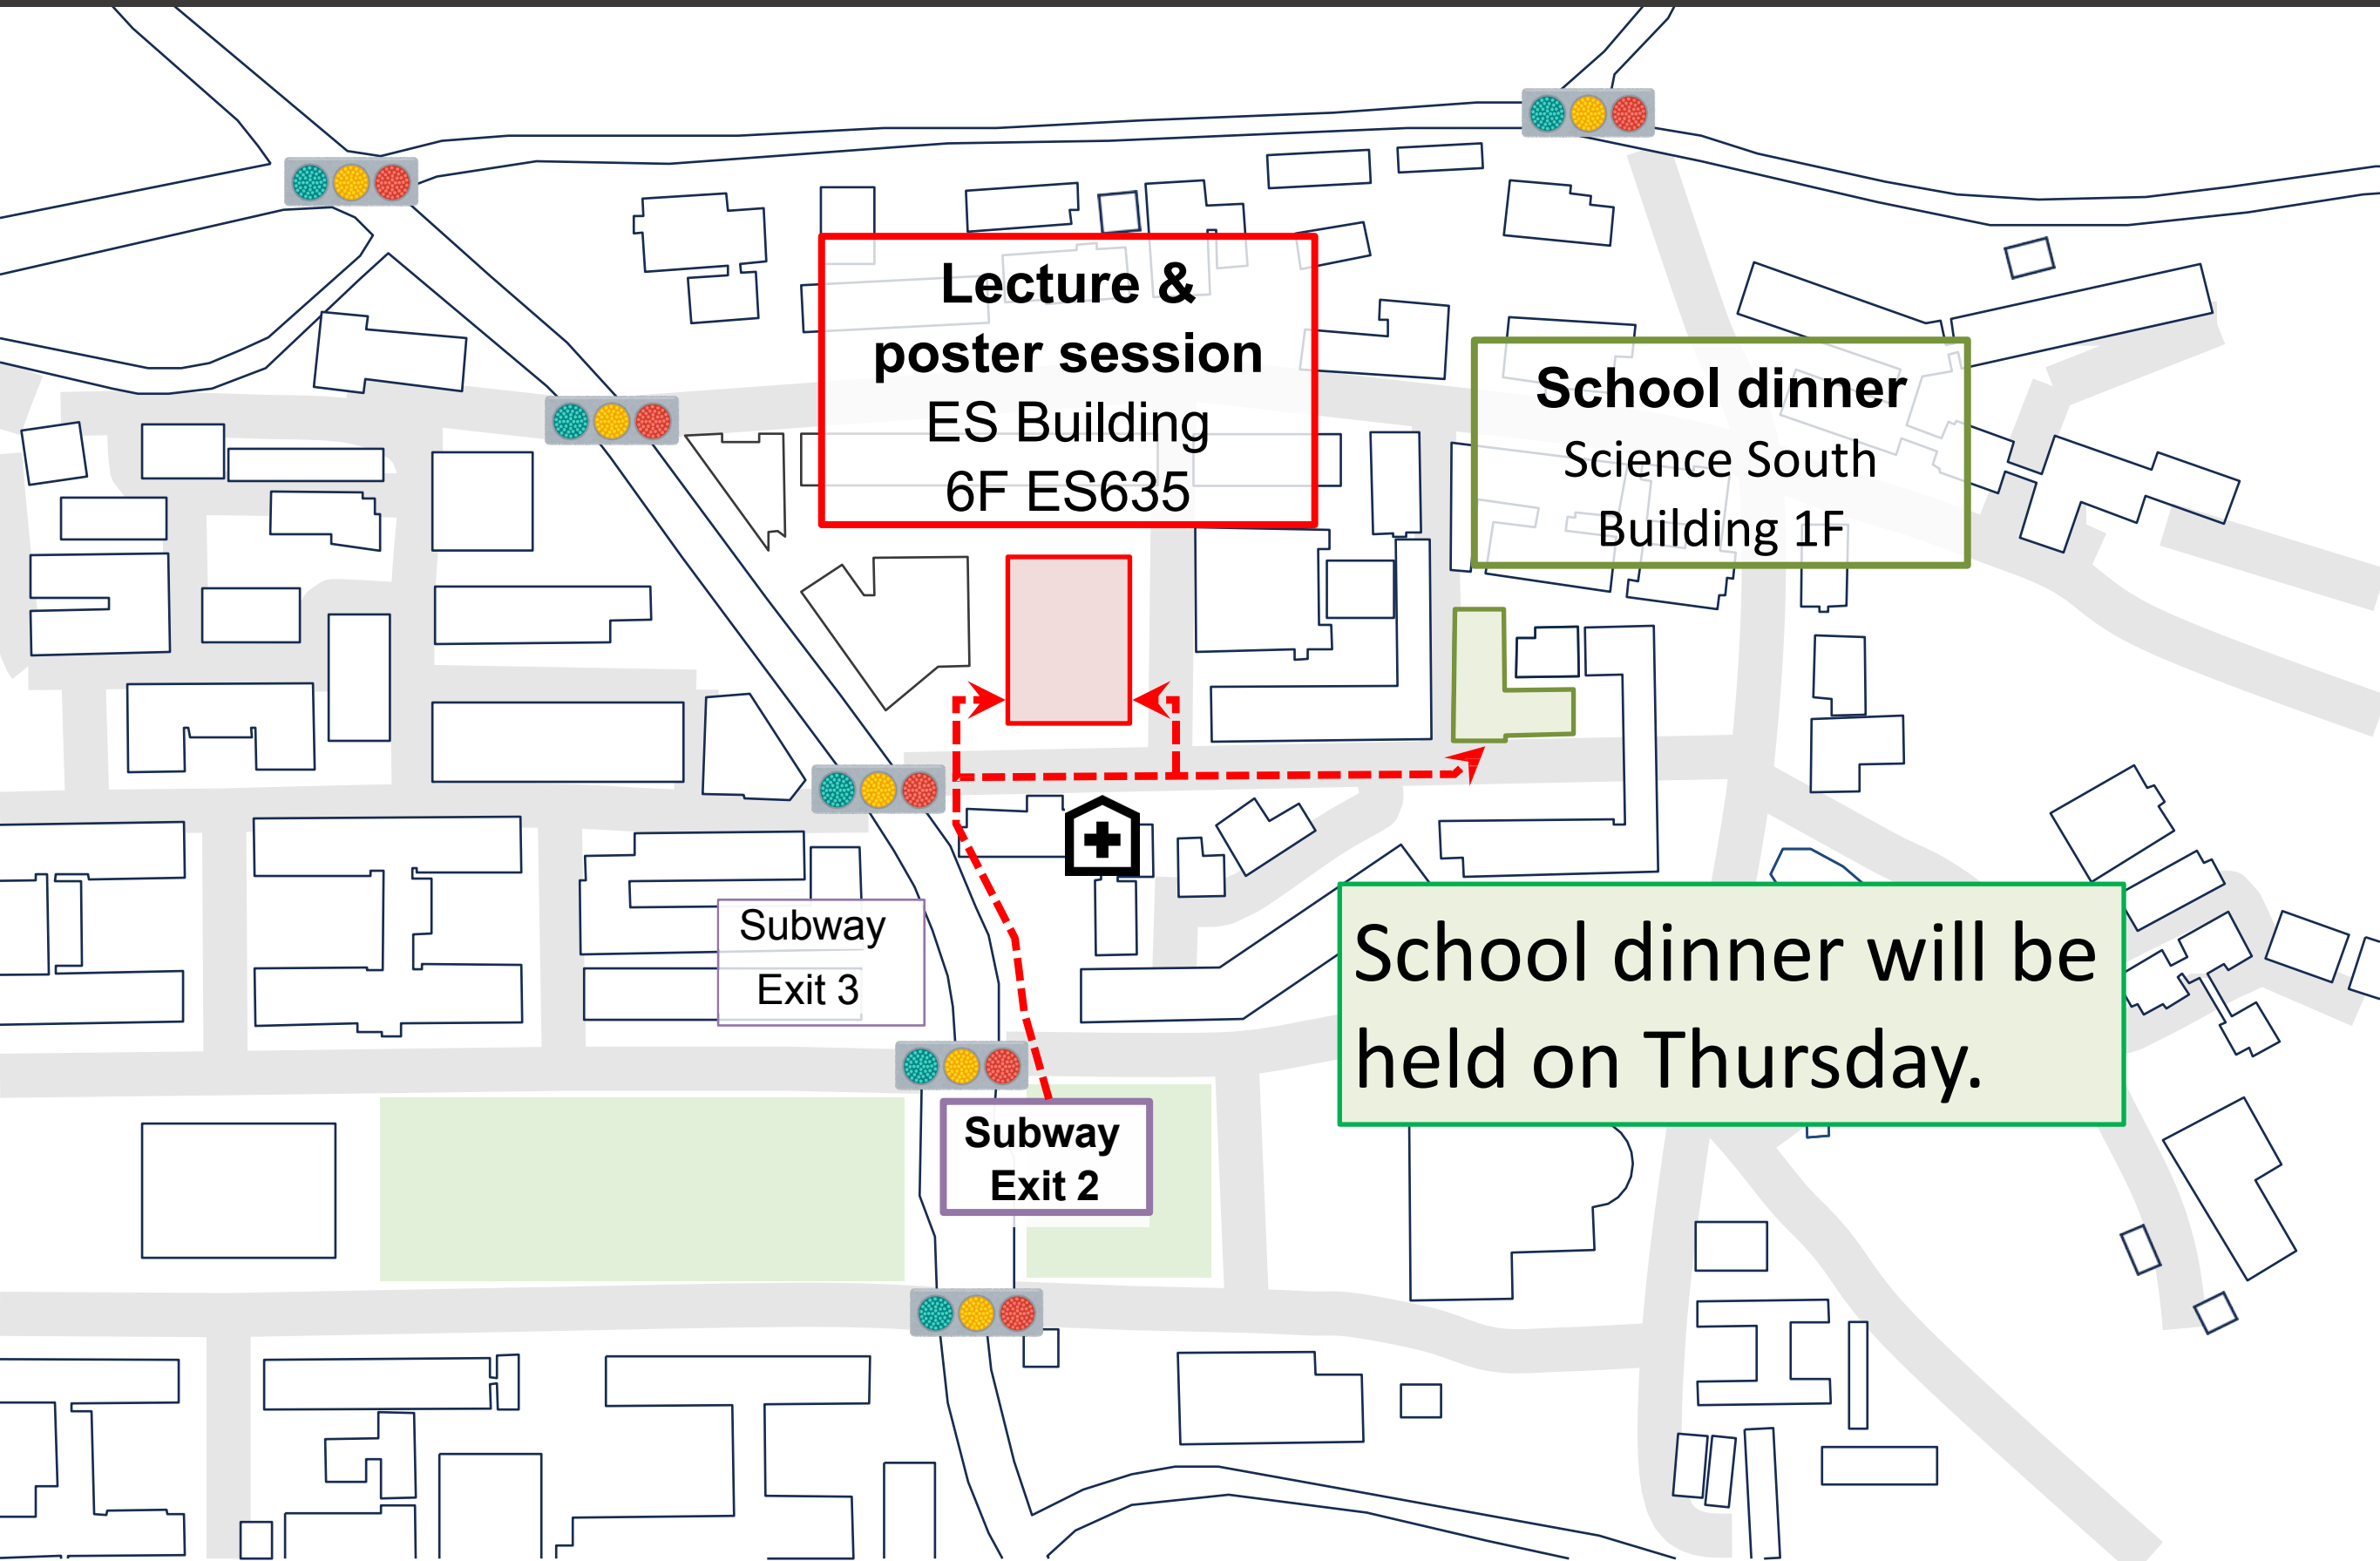 Lecture &
poster session
ES Building
6F ES635
School dinner
Science South
Building 1F
Subway
Exit 3
School dinner will be
held on Thursday.
Subway
Exit 2